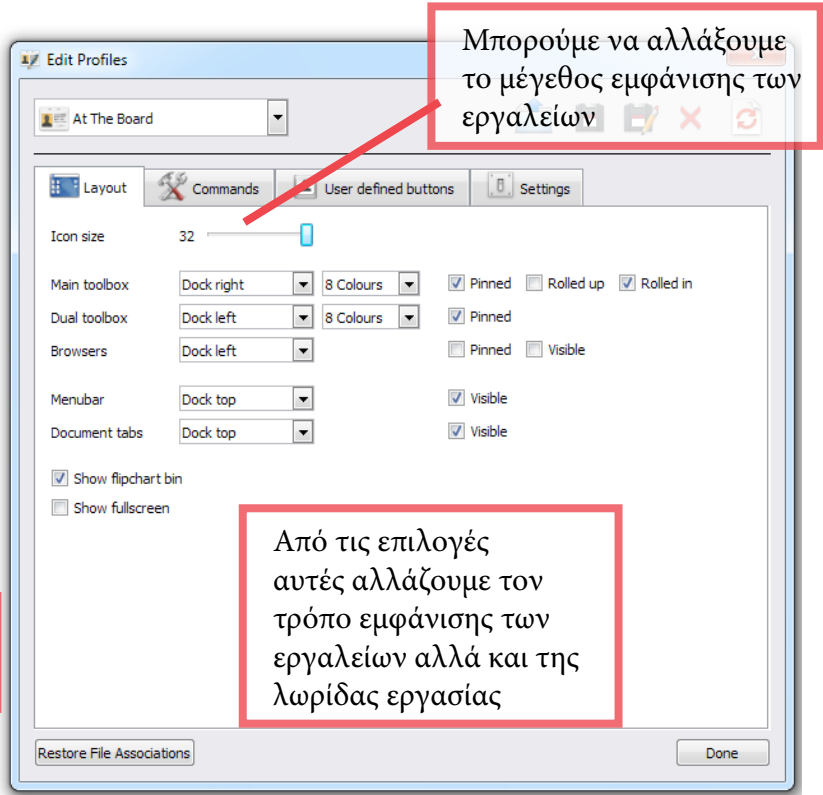 Μπορούμε να αλλάξουμε
το μέγεθος εμφάνισης των
εργαλείων
Edit Profiles
At The Board
Layout Commands User defined buttons Settings
Icon size 32
Main toolbox Dock right 8 Colours Pinned Rolled up Rolled in
Dual toolbox Dock left 8 Colours Pinned
Browsers Dock left Pinned Visible
Menubar Dock top Visible
Document tabs Dock top Visible
Show flipchart bin
Show fullscreen
Από τις επιλογές
αυτές αλλάζουμε τον
τρόπο εμφάνισης των
εργαλείων αλλά και της
λωρίδας εργασίας
Restore File Associations Done